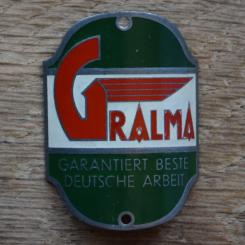 GRALMA
GARANTIERT BESTE
DEUTSCHE ARBEIT